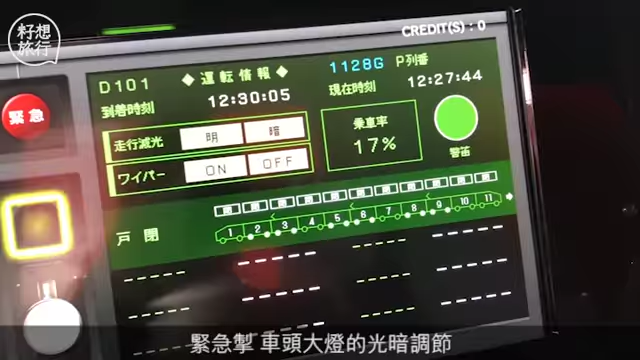 籽想旅行
CREDIT(S) : 0
D101 ◆運転情報◆ 1128G P列番
到着時刻 12:30:05 現在時刻 12:27:44
緊急
走行減光 明 暗
乗車率
17%
ワイパー ON OFF
警笛
戸閉
1 2 3 4 5 6 7 8 9 10 11
緊急掣 車頭大燈的光暗調節